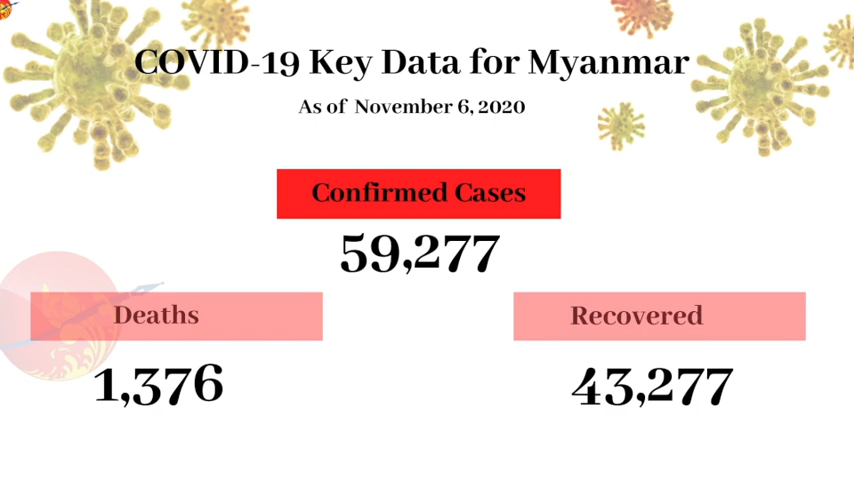 COVID-19 Key Data for Myanmar
As of November 6, 2020
Confirmed Cases
59,277
Deaths
Recovered
1,376
43,277